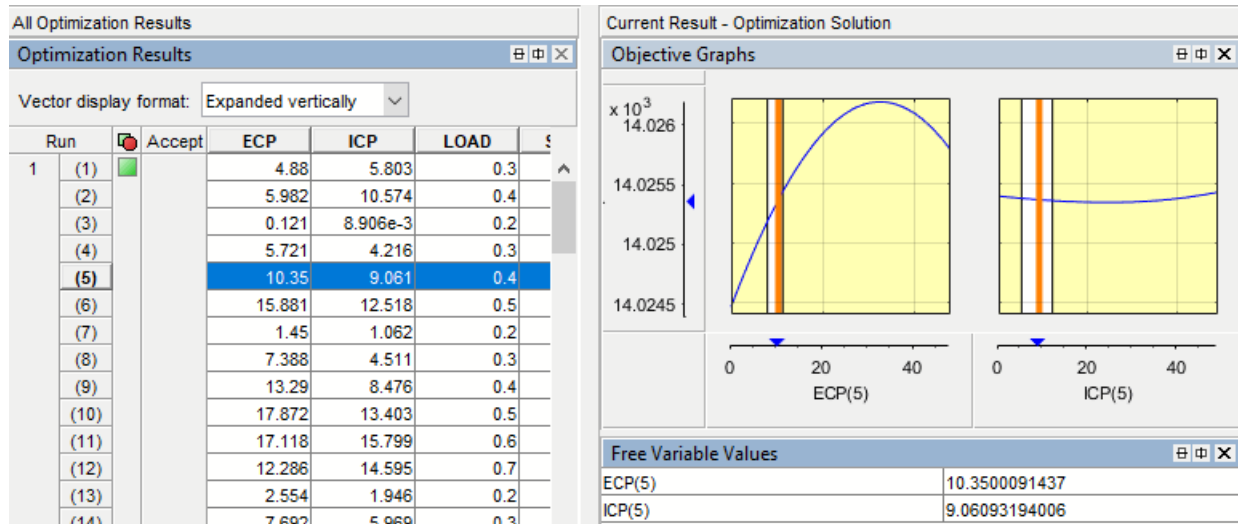 All Optimization Results
Optimization Results
Vector display format: Expanded vertically
Run Accept ECP ICP LOAD
1 (1) 4.88 5.803 0.3
(2) 5.982 10.574 0.4
(3) 0.121 8.906e-3 0.2
(4) 5.721 4.216 0.3
(5) 10.35 9.061 0.4
(6) 15.881 12.518 0.5
(7) 1.45 1.062 0.2
(8) 7.388 4.511 0.3
(9) 13.29 8.476 0.4
(10) 17.872 13.403 0.5
(11) 17.118 15.799 0.6
(12) 12.286 14.595 0.7
(13) 2.554 1.946 0.2
(14) 7.692 5.969 0.3
Current Result - Optimization Solution
Objective Graphs
x 10³
14.026
14.0255
14.025
14.0245
0 20 40 0 20 40
ECP(5) ICP(5)
Free Variable Values
ECP(5) 10.3500091437
ICP(5) 9.06093194006